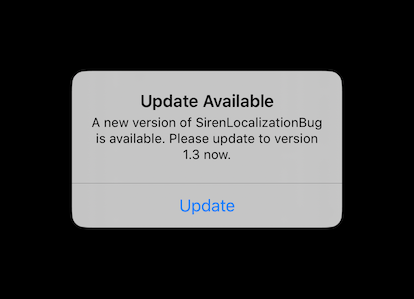 Update Available
A new version of SirenLocalizationBug
is available. Please update to version
1.3 now.
Update